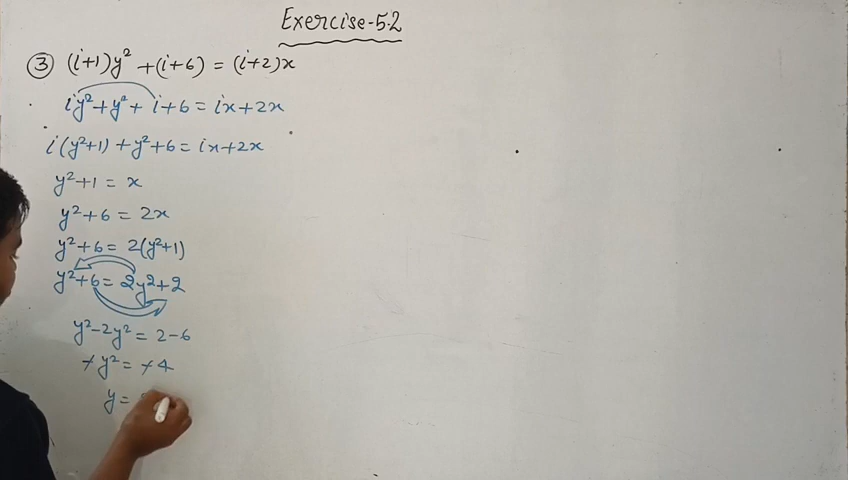 Exercise-5.2
③ (i+1)y² + (i+6) = (i+2)x
iy² + y² + i + 6 = ix + 2x
i(y²+1) + y² + 6 = ix + 2x
y² + 1 = x
y² + 6 = 2x
y² + 6 = 2(y²+1)
y² + 6 = 2y² + 2
y² - 2y² = 2 - 6
-y² = -4
y =